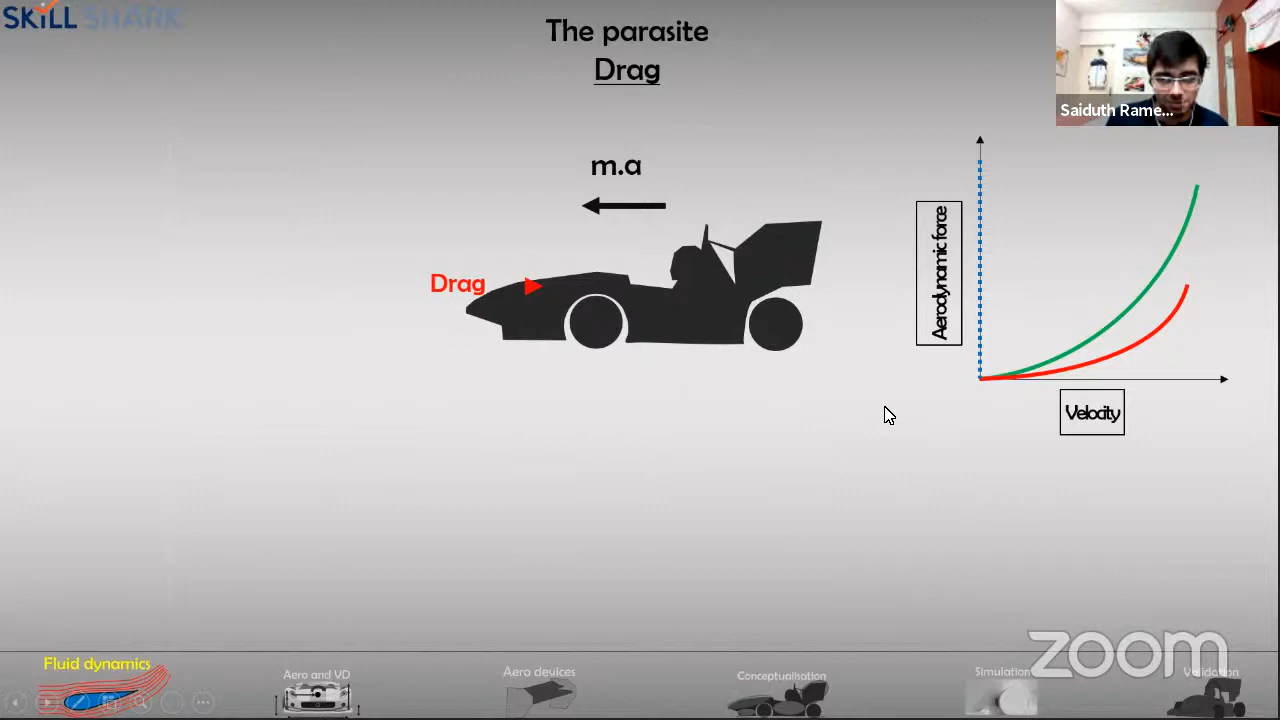 SKILL SHARK
The parasite
Drag
Saiduth Rame...
m.a
Drag
Aerodynamic force
Velocity
zoom
Fluid dynamics
Aero and VD
Aero devices
Conceptualisation
Simulation
Validation